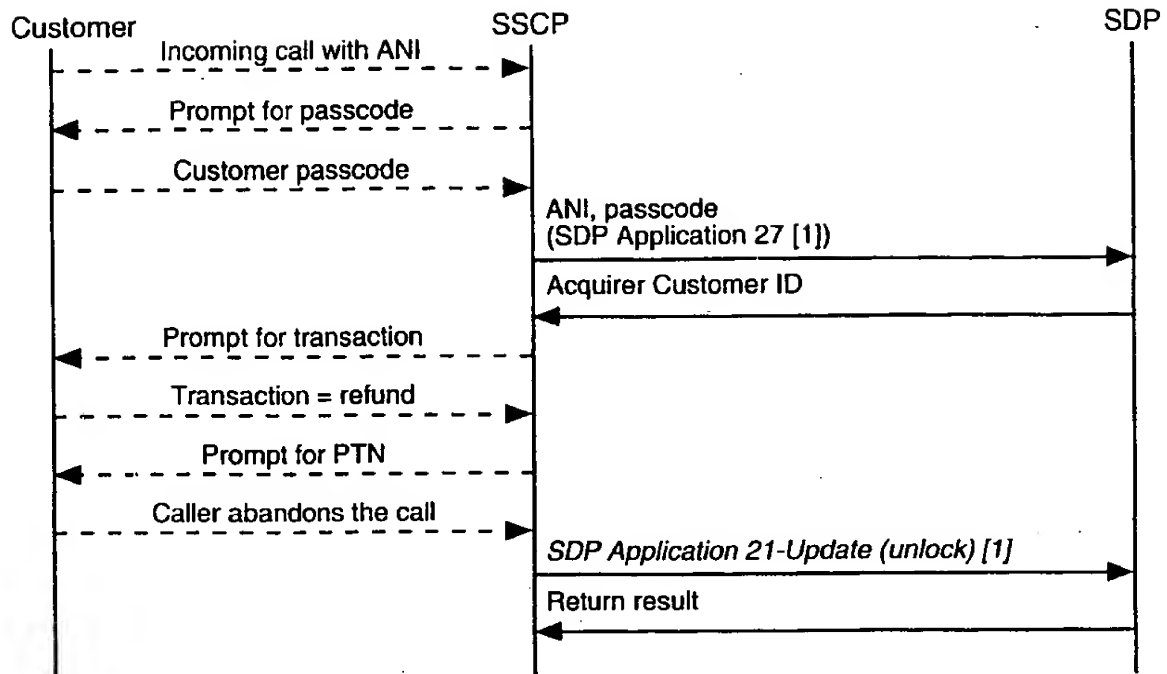 Customer
SSCP
SDP
Incoming call with ANI
Prompt for passcode
Customer passcode
ANI, passcode
(SDP Application 27 [1])
Acquirer Customer ID
Prompt for transaction
Transaction = refund
Prompt for PTN
Caller abandons the call
SDP Application 21-Update (unlock) [1]
Return result